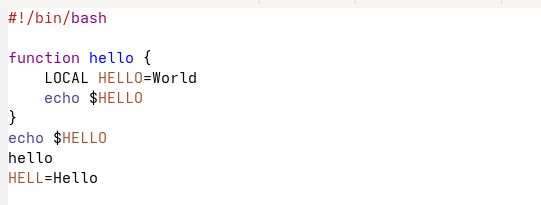 #!/bin/bash
function hello {
LOCAL HELLO=World
echo $HELLO
}
echo $HELLO
hello
HELL=Hello